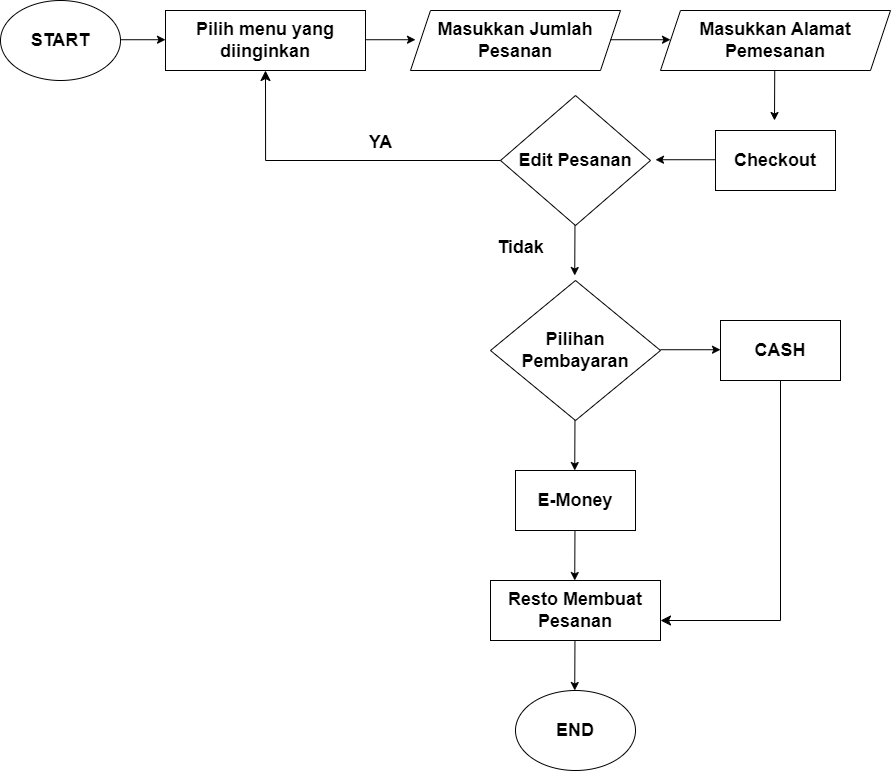 START
Pilih menu yang
diinginkan
Masukkan Jumlah
Pesanan
Masukkan Alamat
Pemesanan
YA
Edit Pesanan
Checkout
Tidak
Pilihan
Pembayaran
CASH
E-Money
Resto Membuat
Pesanan
END